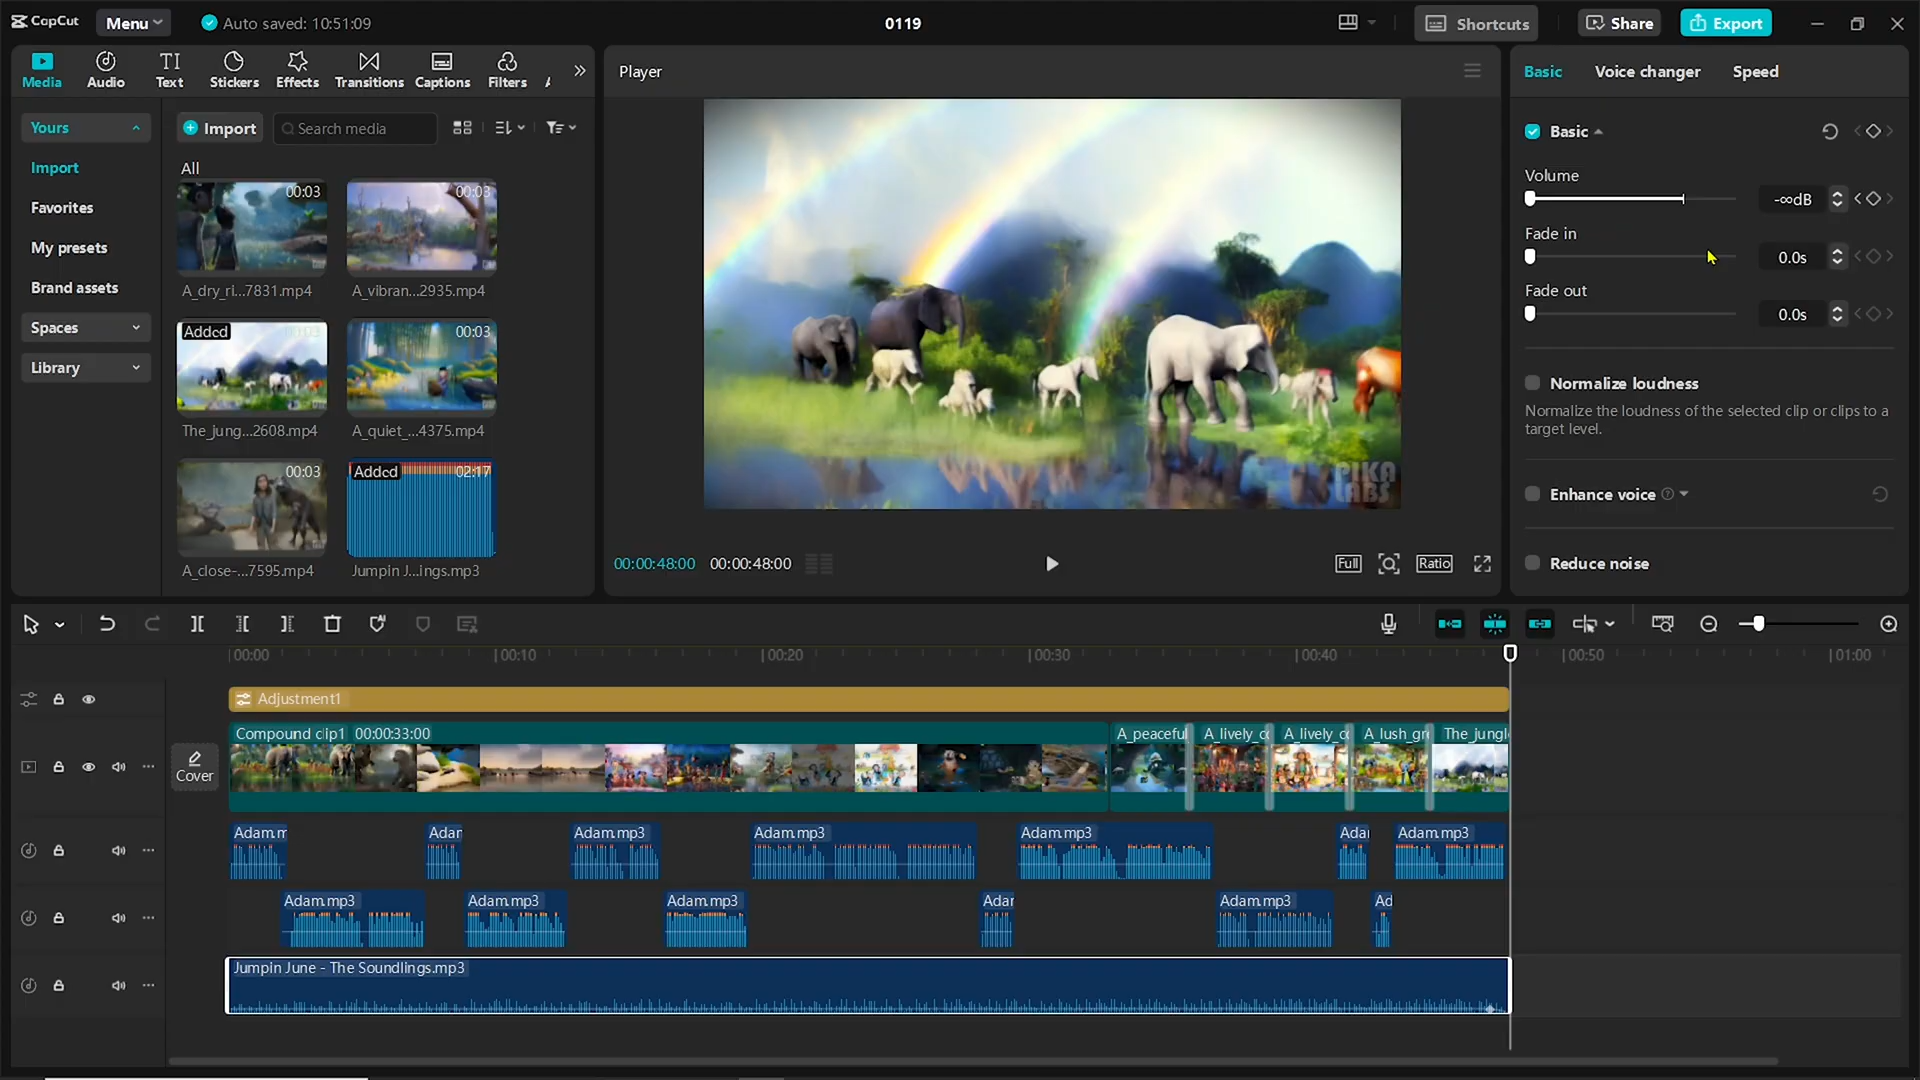 CapCut
Menu
Auto saved: 10:51:09
0119
Shortcuts
Share
Export
Media
Audio
TI
Text
Stickers
Effects
Transitions
Captions
Filters
Player
Basic
Voice changer
Speed
Yours
Import
Favorites
My presets
Brand assets
Spaces
Library
Import
Search media
All
00:03
00:03
A_dry_ri...7831.mp4
A_vibran...2935.mp4
Added
00:03
00:03
The_jung...2608.mp4
A_quiet_...4375.mp4
00:03
Added
02:17
A_close-...7595.mp4
Jumpin J...ings.mp3
PIKA
LABS
00:00:48:00
00:00:48:00
Full
Ratio
Basic
Volume
-∞dB
Fade in
0.0s
Fade out
0.0s
Normalize loudness
Normalize the loudness of the selected clip or clips to a
target level.
Enhance voice
Reduce noise
00:00
00:10
00:20
00:30
00:40
00:50
01:00
Adjustment1
Cover
Compound clip1 00:00:33:00
A_peaceful
A_lively_c
A_lively_c
A_lush_gr
The_jungl
Adam.m
Adam
Adam.mp3
Adam.mp3
Adam.mp3
Ada
Adam.mp3
Adam.mp3
Adam.mp3
Adam.mp3
Adar
Adam.mp3
Ad
Jumpin June - The Soundlings.mp3